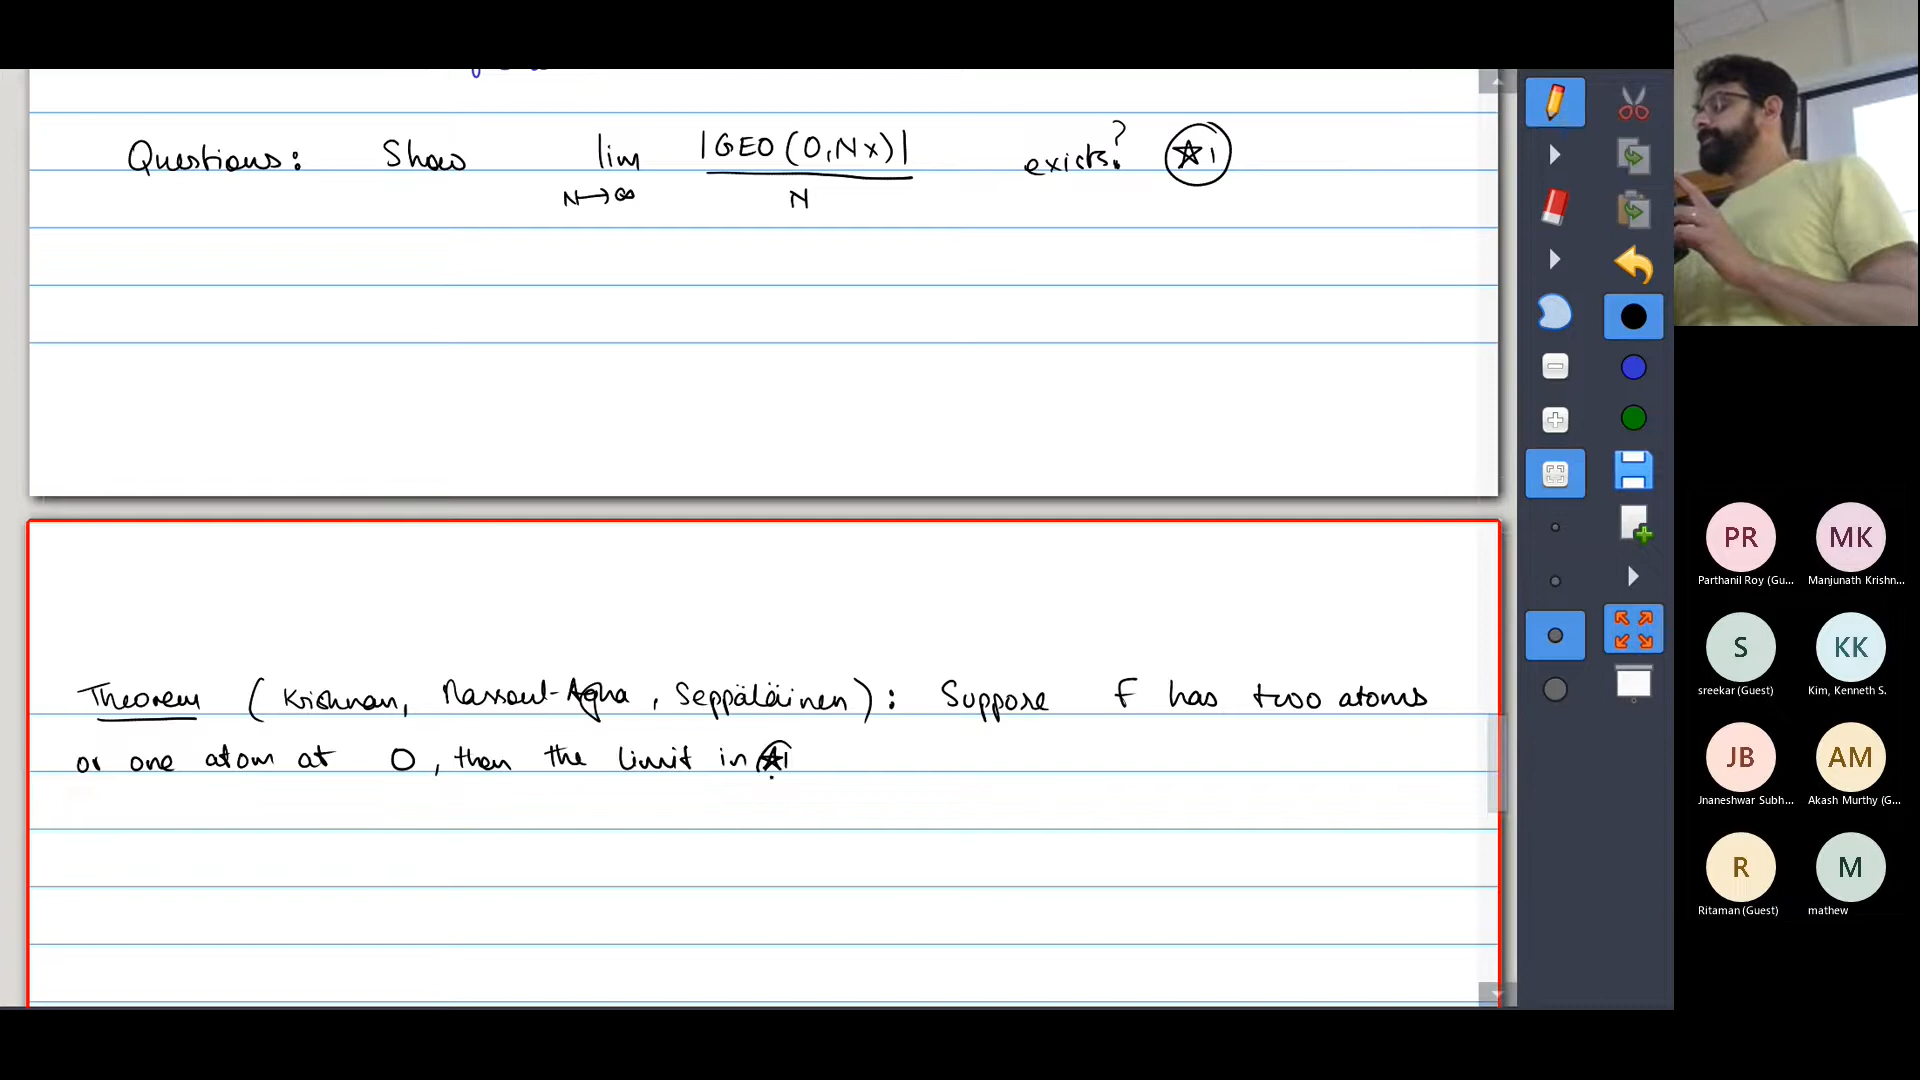 Questions: Show lim N→∞ |GEO(0,Nx)| / N exists? ★1
Theorem (Krishnan, Rassoul-Agha, Seppäläinen): Suppose F has two atoms
or one atom at 0, then the limit in ★1
PR
MK
Parthanil Roy (Gu...
Manjunath Krishn...
S
KK
sreekar (Guest)
Kim, Kenneth S.
JB
AM
Jnaneshwar Subh...
Akash Murthy (G...
R
M
Ritaman (Guest)
mathew